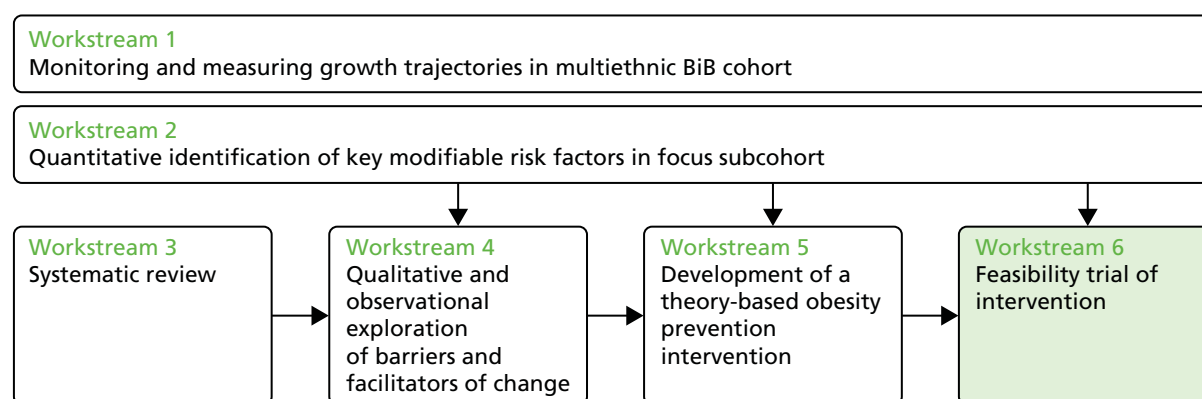 Workstream 1
Monitoring and measuring growth trajectories in multiethnic BiB cohort
Workstream 2
Quantitative identification of key modifiable risk factors in focus subcohort
Workstream 3
Systematic review
Workstream 4
Qualitative and
observational
exploration
of barriers and
facilitators of change
Workstream 5
Development of a
theory-based obesity
prevention
intervention
Workstream 6
Feasibility trial of
intervention